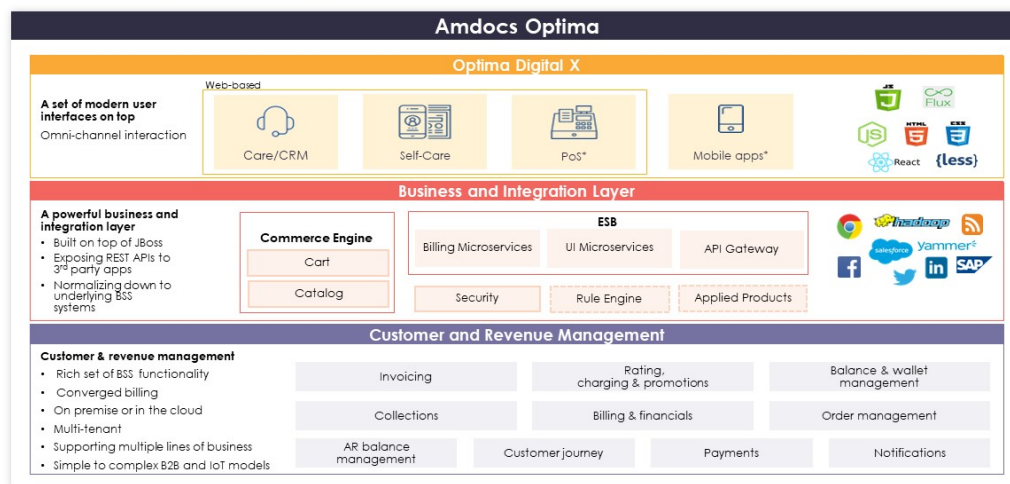 Amdocs Optima
Optima Digital X
Web-based
A set of modern user
interfaces on top
Omni-channel interaction
Care/CRM
Self-Care
PoS*
Mobile apps*
JS
Flux
JS
HTML
5
CSS
3
React
{less}
Business and Integration Layer
A powerful business and
integration layer
• Built on top of JBoss
• Exposing REST APIs to
3rd party apps
• Normalizing down to
underlying BSS
systems
Commerce Engine
Cart
Catalog
ESB
Billing Microservices
UI Microservices
API Gateway
Security
Rule Engine
Applied Products
hadoop
salesforce
yammer
f
in
SAP
Customer and Revenue Management
Customer & revenue management
• Rich set of BSS functionality
• Converged billing
• On premise or in the cloud
• Multi-tenant
• Supporting multiple lines of business
• Simple to complex B2B and IoT models
Invoicing
Rating,
charging & promotions
Balance & wallet
management
Collections
Billing & financials
Order management
AR balance
management
Customer journey
Payments
Notifications